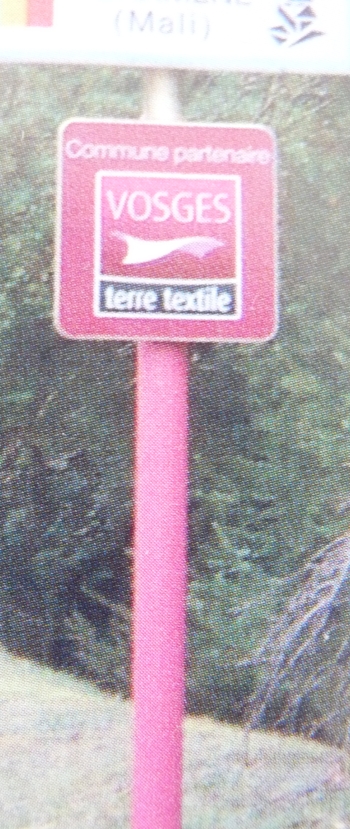 (Mali)
Commune partenaire
VOSGES
terre textile